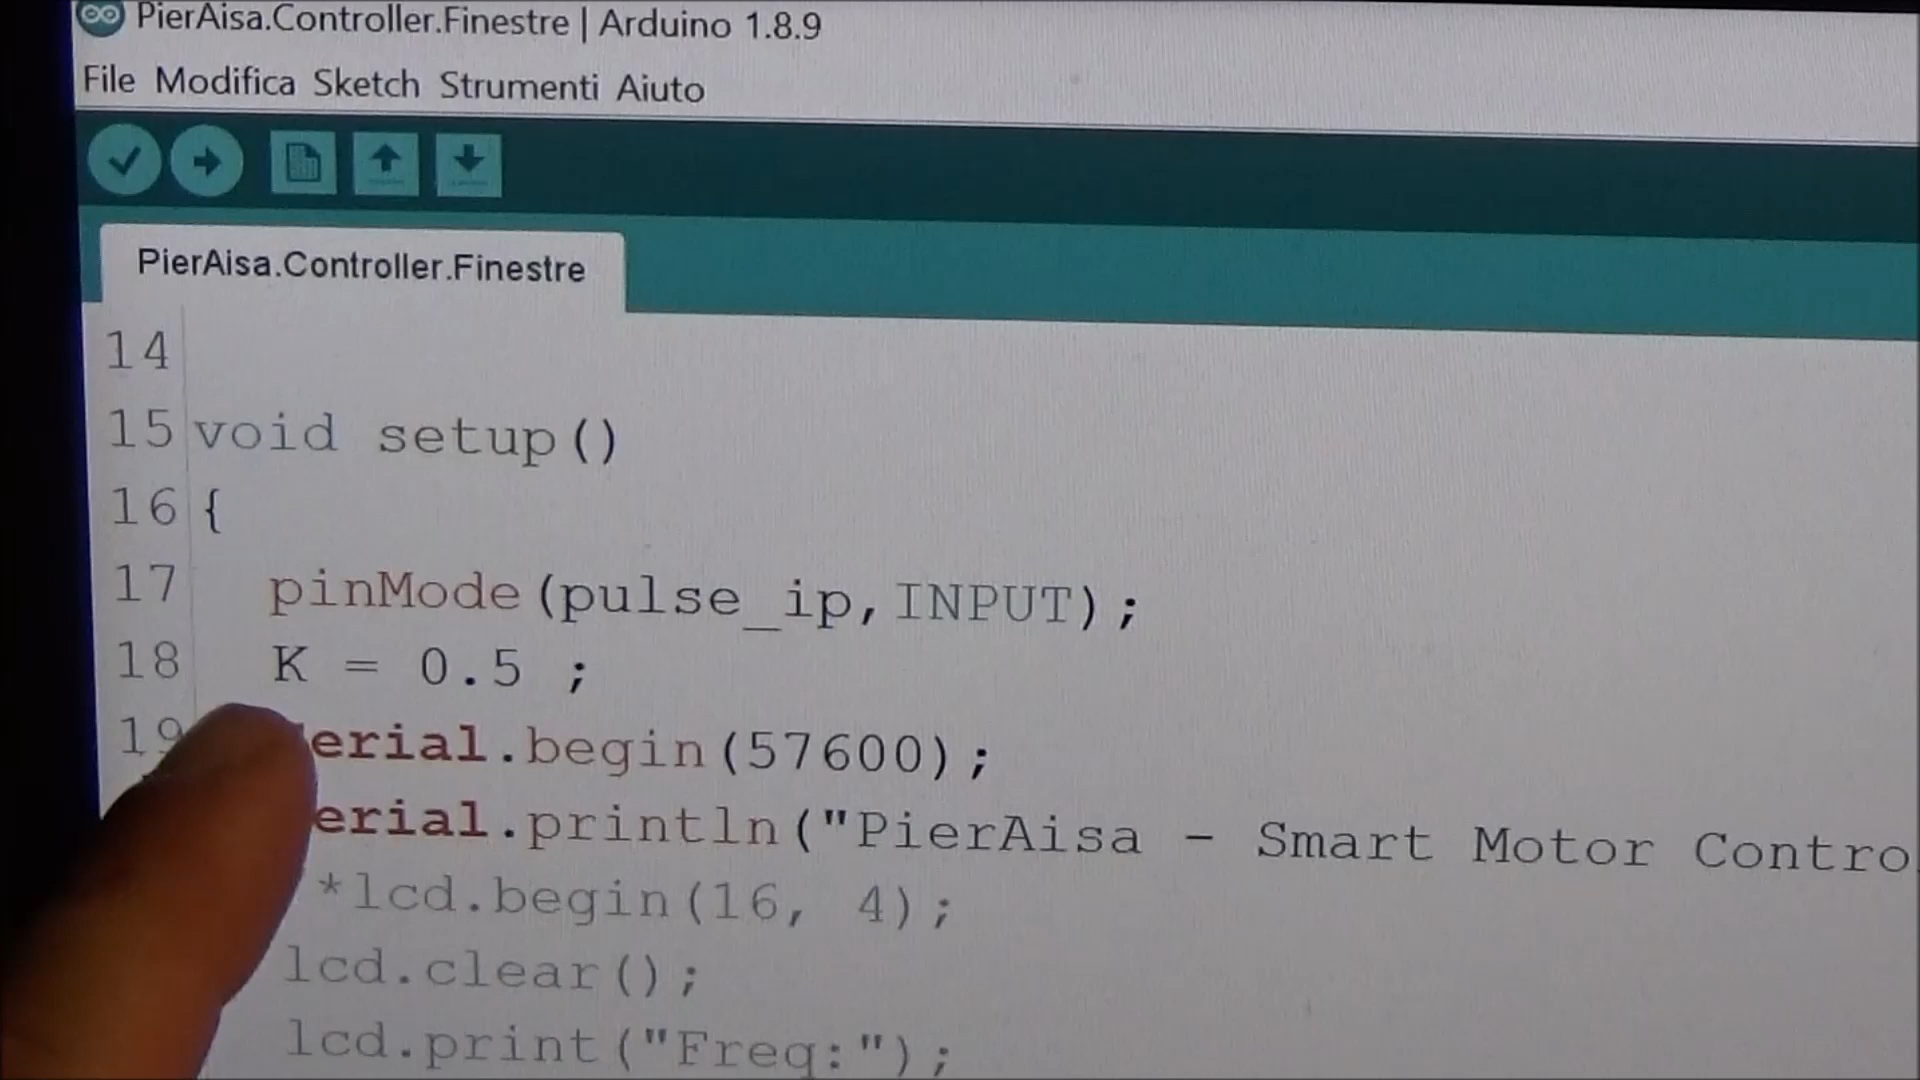 PierAisa.Controller.Finestre | Arduino 1.8.9
File Modifica Sketch Strumenti Aiuto
PierAisa.Controller.Finestre
14
15 void setup()
16 {
17 pinMode(pulse_ip,INPUT);
18 K = 0.5 ;
19 erial.begin(57600);
erial.println("PierAisa - Smart Motor Contro
*lcd.begin(16, 4);
lcd.clear();
lcd.print("Freq:");